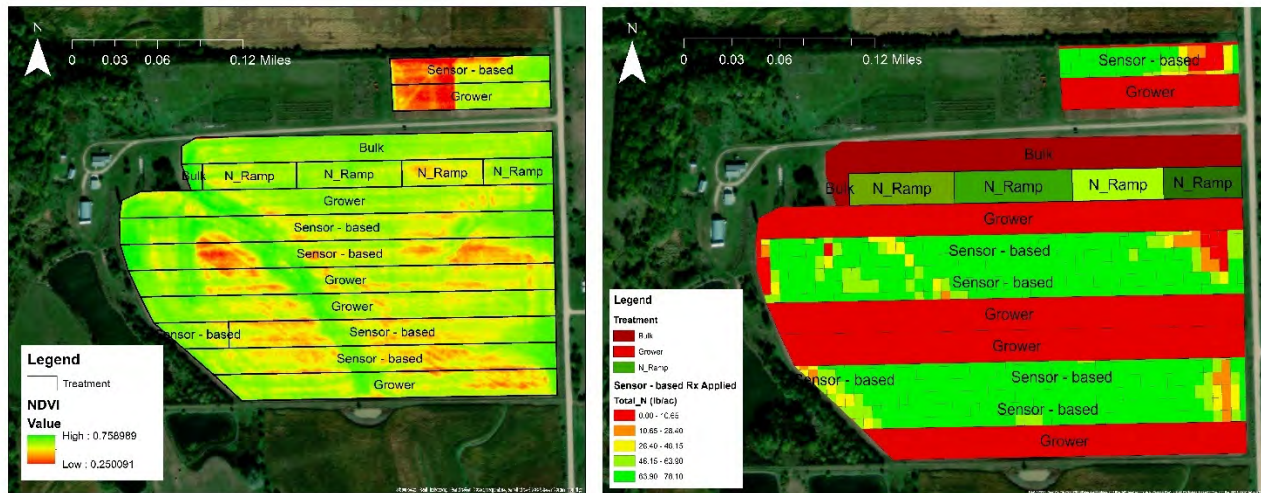 N
0 0.03 0.06 0.12 Miles
Sensor - based
Grower
Bulk
Bulk N_Ramp N_Ramp N_Ramp N_Ramp
Grower
Sensor - based
Sensor - based
Grower
Grower
Sensor - based Sensor - based
Sensor - based
Grower
Legend
Treatment
NDVI
Value
High : 0.758989
Low : 0.250091
N
0 0.03 0.06 0.12 Miles
Sensor - based
Grower
Bulk
Bulk N_Ramp N_Ramp N_Ramp N_Ramp
Grower
Sensor - based
Sensor - based
Grower
Grower
Sensor - based Sensor - based
Sensor - based
Grower
Legend
Treatment
Bulk
Grower
N_Ramp
Sensor - based Rx Applied
Total_N (lb/ac)
0.00 - 10.65
10.65 - 28.40
28.40 - 46.15
46.15 - 63.90
63.90 - 78.10